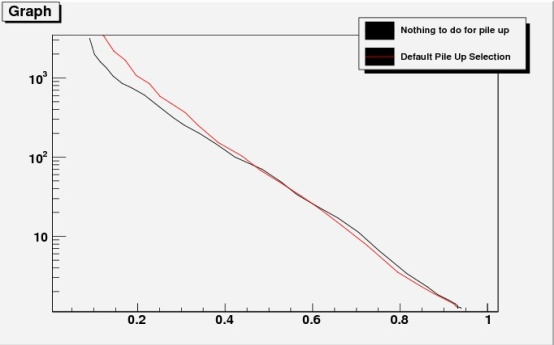 Graph
Nothing to do for pile up
Default Pile Up Selection
10³
10²
10
0.2 0.4 0.6 0.8 1